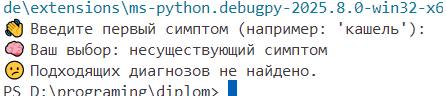 de\extensions\ms-python.debugpy-2025.8.0-win32-x6
👋 Введите первый симптом (например: 'кашель'):
🧠 Ваш выбор: несуществующий симптом
😕 Подходящих диагнозов не найдено.
PS D:\programing\diplom>